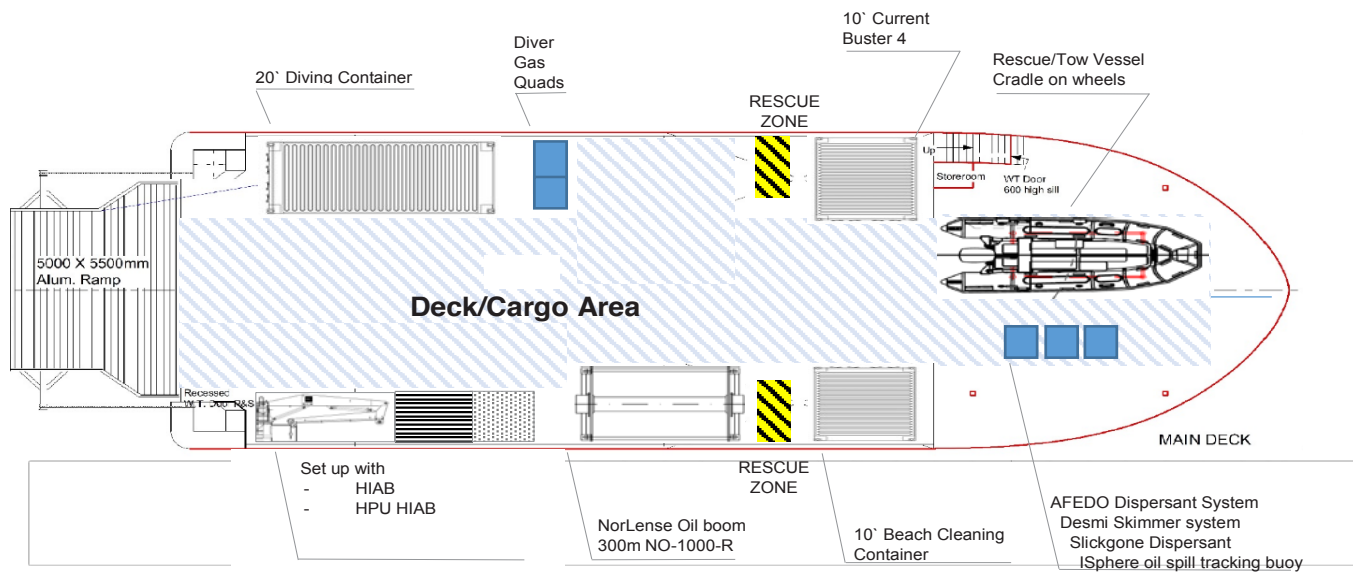 10` Current
Buster 4
Diver
Gas
Quads
Rescue/Tow Vessel
Cradle on wheels
20` Diving Container
RESCUE
ZONE
Up
Storeroom
WT Door
600 high sill
5000 X 5500mm
Alum. Ramp
Deck/Cargo Area
Recessed
W.T. Door P&S
MAIN DECK
Set up with
- HIAB
- HPU HIAB
RESCUE
ZONE
NorLense Oil boom
300m NO-1000-R
10` Beach Cleaning
Container
AFEDO Dispersant System
Desmi Skimmer system
Slickgone Dispersant
ISphere oil spill tracking buoy